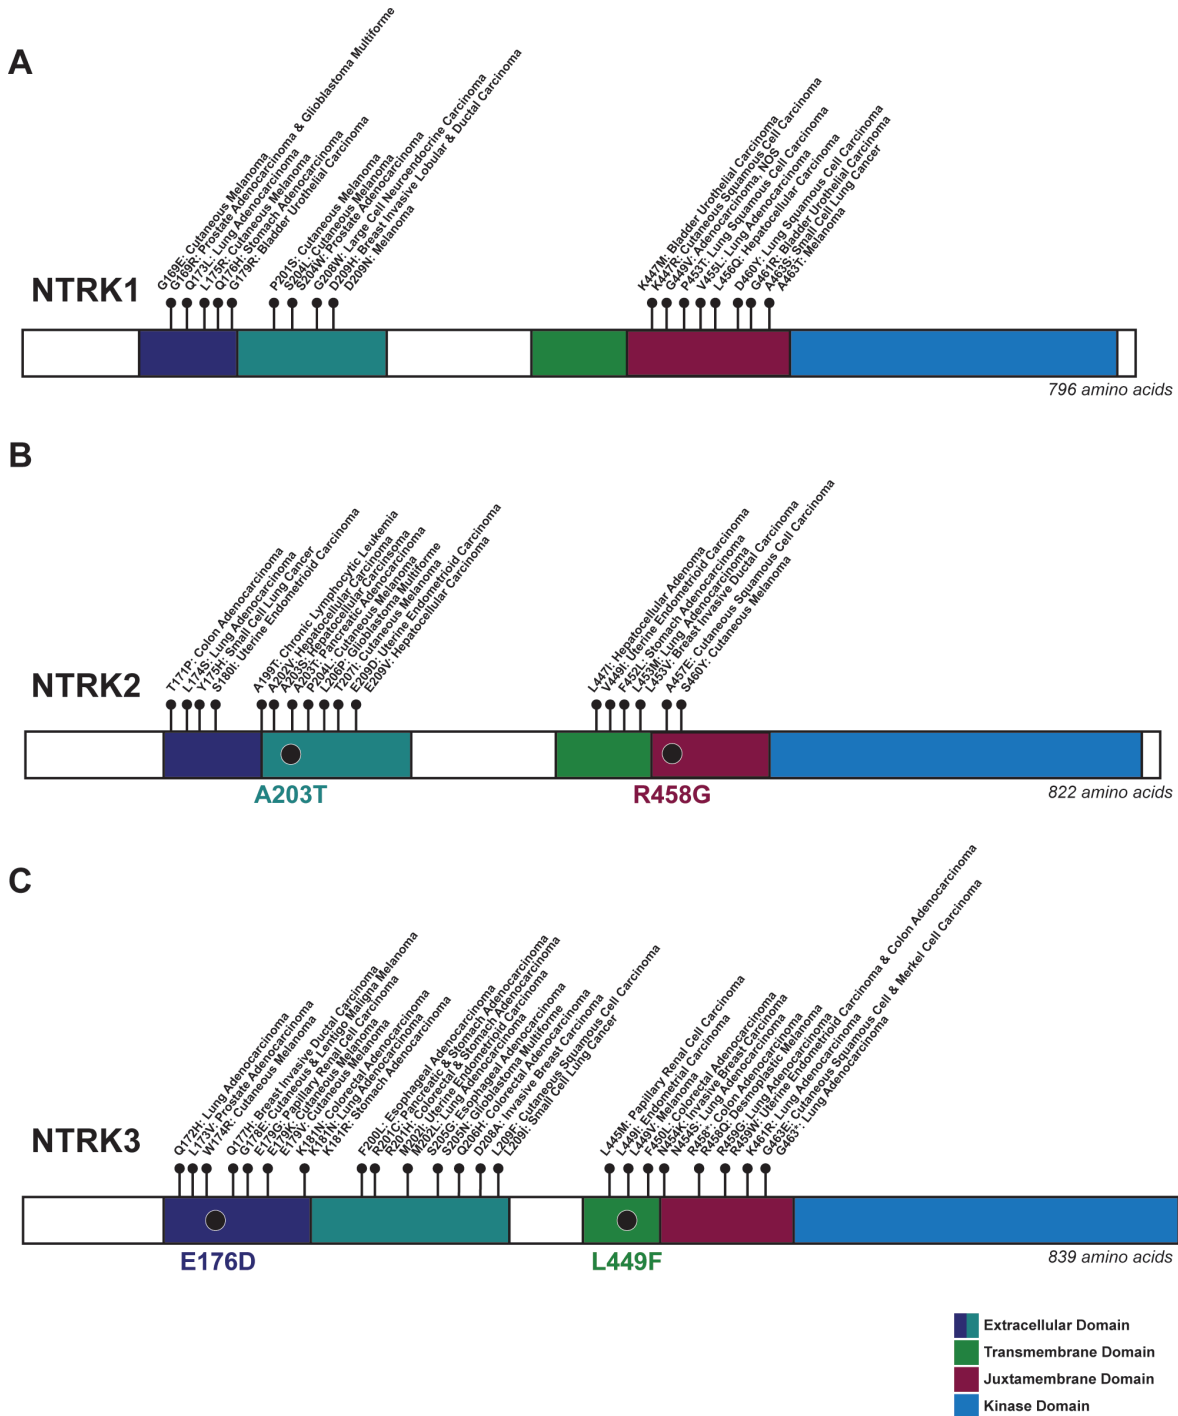 A
G169E: Cutaneous Melanoma
G169R: Prostate Adenocarcinoma & Glioblastoma Multiforme
Q173L: Lung Adenocarcinoma
L175R: Cutaneous Melanoma
Q176H: Stomach Adenocarcinoma
G179R: Bladder Urothelial Carcinoma
P201S: Cutaneous Melanoma
S204L: Cutaneous Melanoma
S204W: Prostate Adenocarcinoma
G208W: Large Cell Neuroendocrine Carcinoma
D209H: Breast Invasive Lobular & Ductal Carcinoma
D209N: Melanoma
K447M: Bladder Urothelial Carcinoma
K447R: Cutaneous Squamous Cell Carcinoma
G449V: Adenocarcinoma, NOS
P453T: Lung Squamous Cell Carcinoma
V455L: Lung Adenocarcinoma
L456Q: Hepatocellular Carcinoma
D460Y: Lung Squamous Cell Carcinoma
G461R: Bladder Urothelial Carcinoma
A463S: Small Cell Lung Cancer
A463T: Melanoma
NTRK1
796 amino acids
B
T171P: Colon Adenocarcinoma
L174S: Lung Adenocarcinoma
Y175H: Small Cell Lung Cancer
S180I: Uterine Endometrioid Carcinoma
A199T: Chronic Lymphocytic Leukemia
A202V: Hepatocellular Carcinoma
A203S: Hepatocellular Carcinsoma
A203T: Pancreatic Adenocarcinoma
P204L: Cutaneous Melanoma
L206P: Glioblastoma Multiforme
T207I: Cutaneous Melanoma
E209D: Uterine Endometrioid Carcinoma
E209V: Hepatocellular Carcinoma
L447I: Hepatocellular Adenoma
V449I: Uterine Endometrioid Carcinoma
F452L: Stomach Adenocarcinoma
L453M: Lung Adenocarcinoma
L453V: Breast Invasive Ductal Carcinoma
A457E: Cutaneous Squamous Cell Carcinoma
S460Y: Cutaneous Melanoma
NTRK2
A203T
R458G
822 amino acids
C
Q172H: Lung Adenocarcinoma
L173V: Prostate Adenocarcinoma
W174R: Cutaneous Melanoma
Q177H: Breast Invasive Ductal Carcinoma
G178E: Cutaneous & Lentigo Maligna Melanoma
E179G: Papillary Renal Cell Carcinoma
E179K: Cutaneous Melanoma
E179V: Cutaneous Melanoma
K181N: Colorectal Adenocarcinoma
K181N: Lung Adenocarcinoma
K181R: Stomach Adenocarcinoma
F200L: Esophageal Adenocarcinoma
R201C: Pancreatic & Stomach Adenocarcinoma
R201H: Colorectal & Stomach Adenocarcinoma
M202I: Uterine Endometrioid Carcinoma
M202L: Lung Adenocarcinoma
S205G: Esophageal Adenocarcinoma
S205N: Glioblastoma Multiforme
Q206H: Colorectal Adenocarcinoma
D208A: Invasive Breast Carcinoma
L209F: Cutaneous Squamous Cell Carcinoma
L209I: Small Cell Lung Cancer
L445M: Papillary Renal Cell Carcinoma
L449I: Endometrial Carcinoma
L449V: Melanoma
F450L: Colorectal Adenocarcinoma
N454K: Invasive Breast Carcinoma
N454S: Lung Adenocarcinoma
R458*: Colon Adenocarcinoma
R458Q: Desmoplastic Melanoma
R459G: Lung Adenocarcinoma
R459W: Uterine Endometrioid Carcinoma & Colon Adenocarcinoma
K461R: Lung Adenocarcinoma
G463E: Cutaneous Squamous Cell & Merkel Cell Carcinoma
G463*: Lung Adenocarcinoma
NTRK3
E176D
L449F
839 amino acids
Extracellular Domain
Transmembrane Domain
Juxtamembrane Domain
Kinase Domain